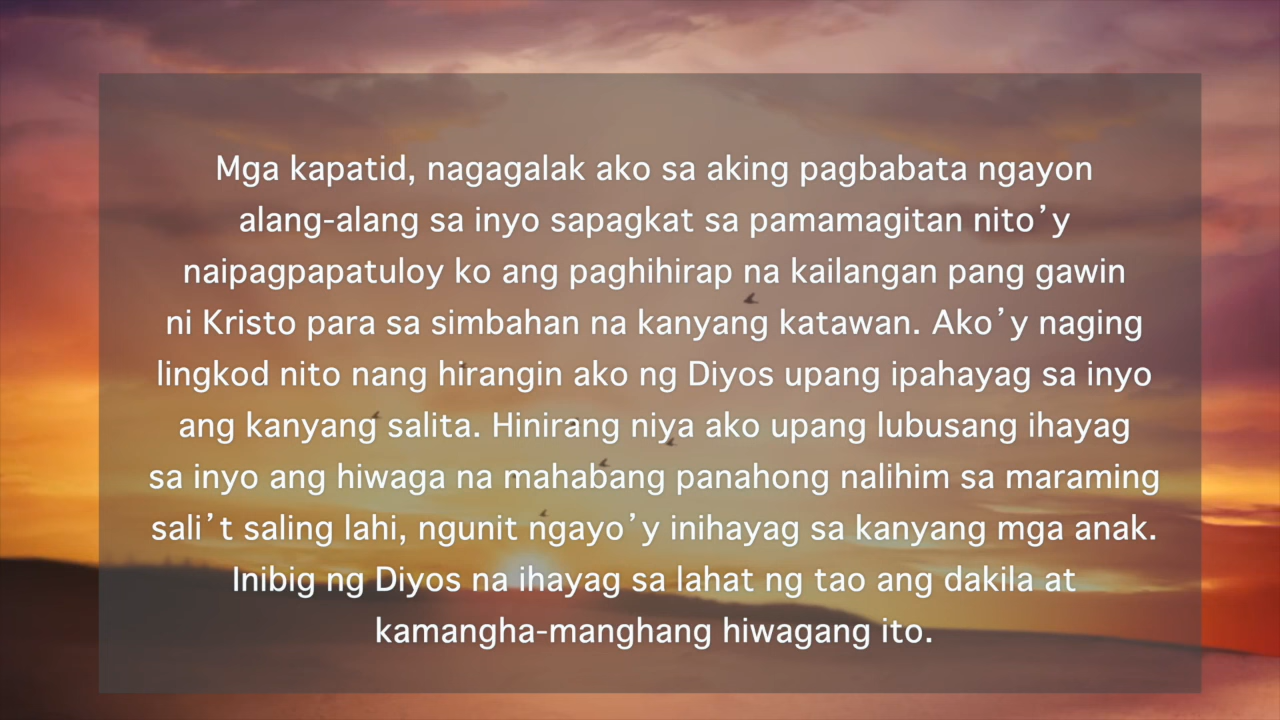 Mga kapatid, nagagalak ako sa aking pagbabata ngayon
alang-alang sa inyo sapagkat sa pamamagitan nito’y
naipagpapatuloy ko ang paghihirap na kailangan pang gawin
ni Kristo para sa simbahan na kanyang katawan. Ako’y naging
lingkod nito nang hirangin ako ng Diyos upang ipahayag sa inyo
ang kanyang salita. Hinirang niya ako upang lubusang ihayag
sa inyo ang hiwaga na mahabang panahong nalihim sa maraming
sali’t saling lahi, ngunit ngayo’y inihayag sa kanyang mga anak.
Inibig ng Diyos na ihayag sa lahat ng tao ang dakila at
kamangha-manghang hiwagang ito.